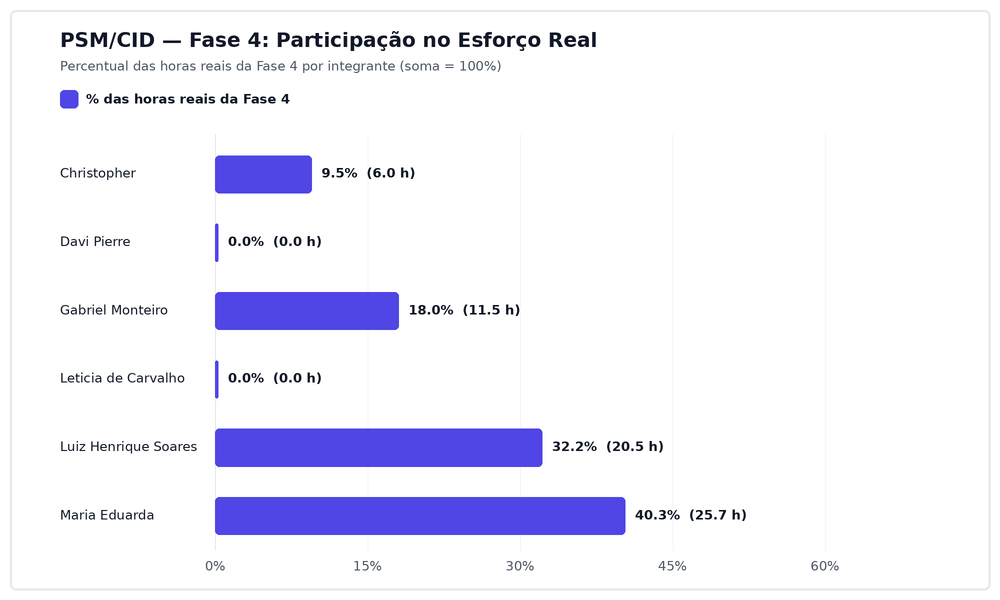 PSM/CID — Fase 4: Participação no Esforço Real
Percentual das horas reais da Fase 4 por integrante (soma = 100%)
% das horas reais da Fase 4
Christopher 9.5% (6.0 h)
Davi Pierre 0.0% (0.0 h)
Gabriel Monteiro 18.0% (11.5 h)
Leticia de Carvalho 0.0% (0.0 h)
Luiz Henrique Soares 32.2% (20.5 h)
Maria Eduarda 40.3% (25.7 h)
0% 15% 30% 45% 60%